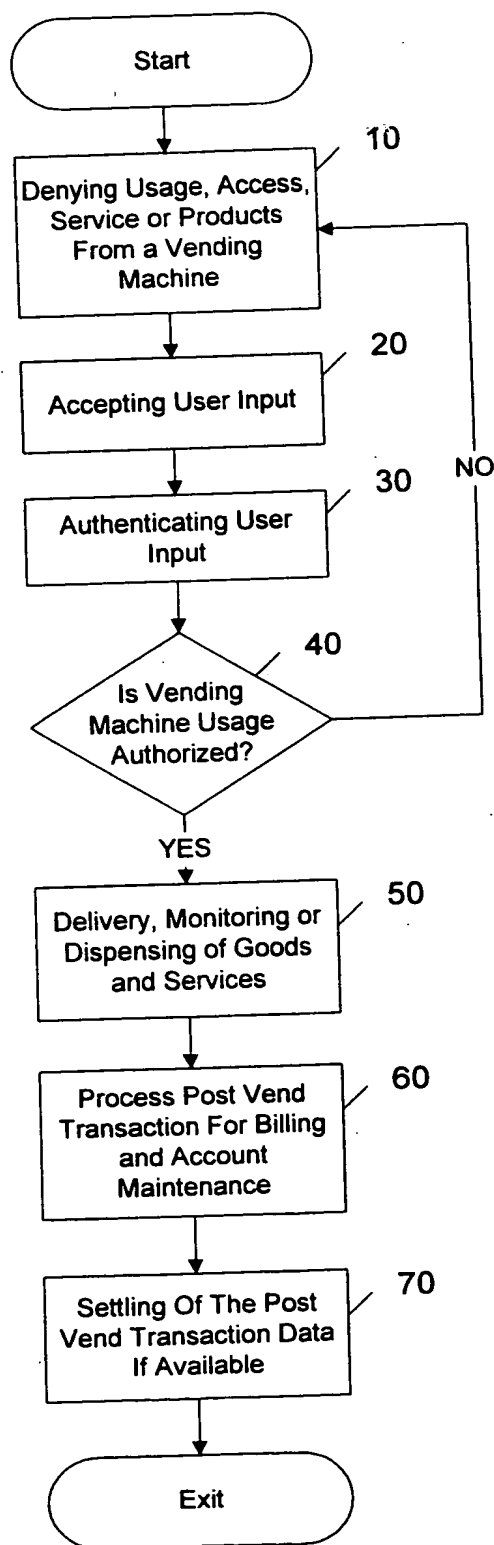 Start
10
Denying Usage, Access,
Service or Products
From a Vending
Machine
20
Accepting User Input
NO
30
Authenticating User
Input
40
Is Vending
Machine Usage
Authorized?
YES
50
Delivery, Monitoring or
Dispensing of Goods
and Services
60
Process Post Vend
Transaction For Billing
and Account
Maintenance
70
Settling Of The Post
Vend Transaction Data
If Available
Exit